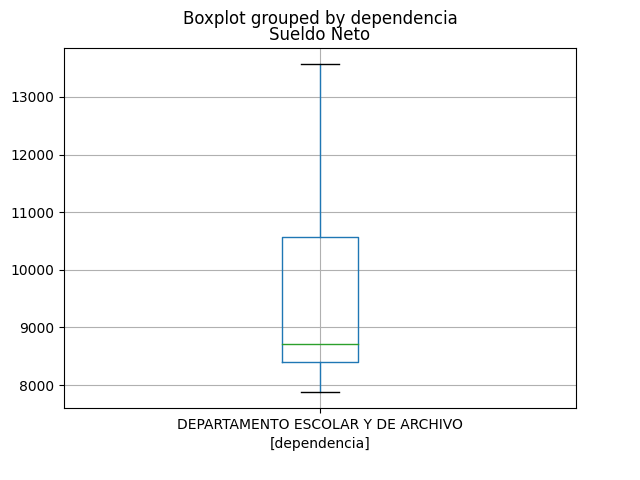 Boxplot grouped by dependencia
Sueldo Neto
13000
12000
11000
10000
9000
8000
DEPARTAMENTO ESCOLAR Y DE ARCHIVO
[dependencia]